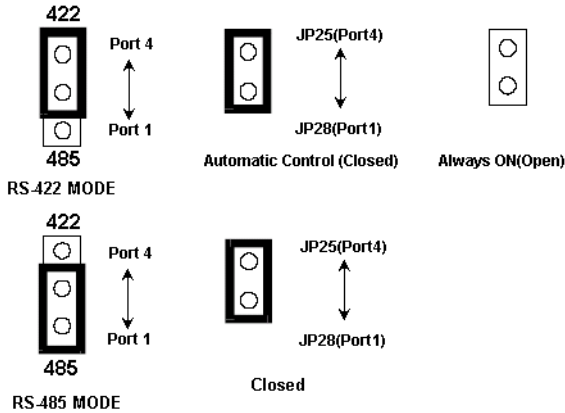 422
Port 4
Port 1
485
RS-422 MODE
JP25(Port4)
JP28(Port1)
Automatic Control (Closed)
Always ON(Open)
422
Port 4
Port 1
485
RS-485 MODE
JP25(Port4)
JP28(Port1)
Closed